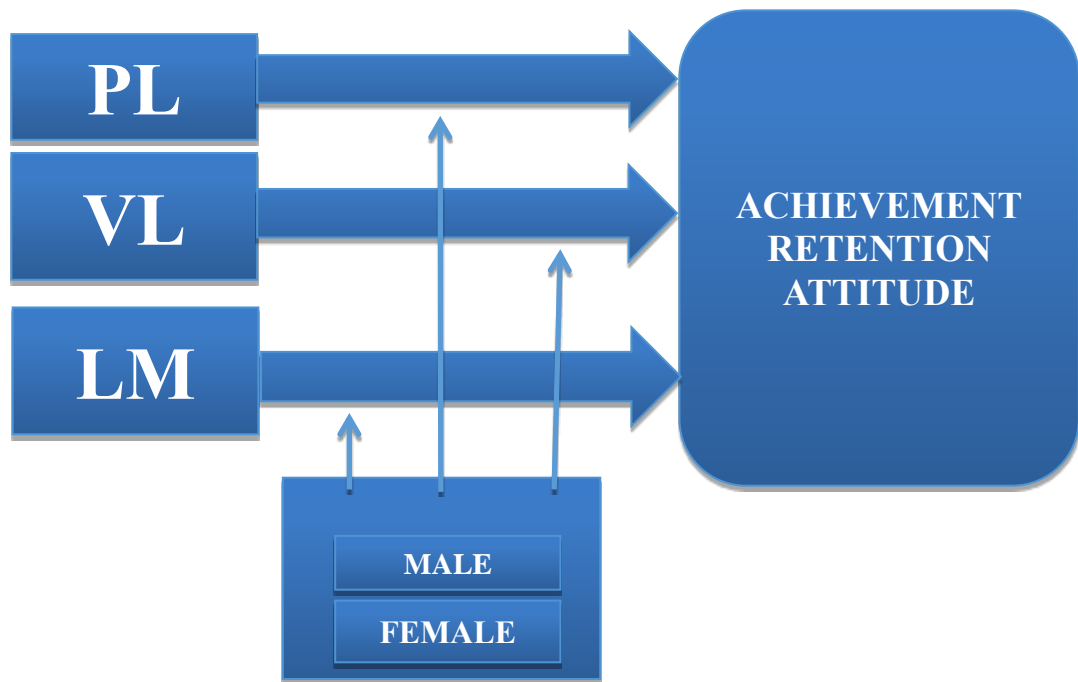 PL
VL
LM
ACHIEVEMENT
RETENTION
ATTITUDE
MALE
FEMALE